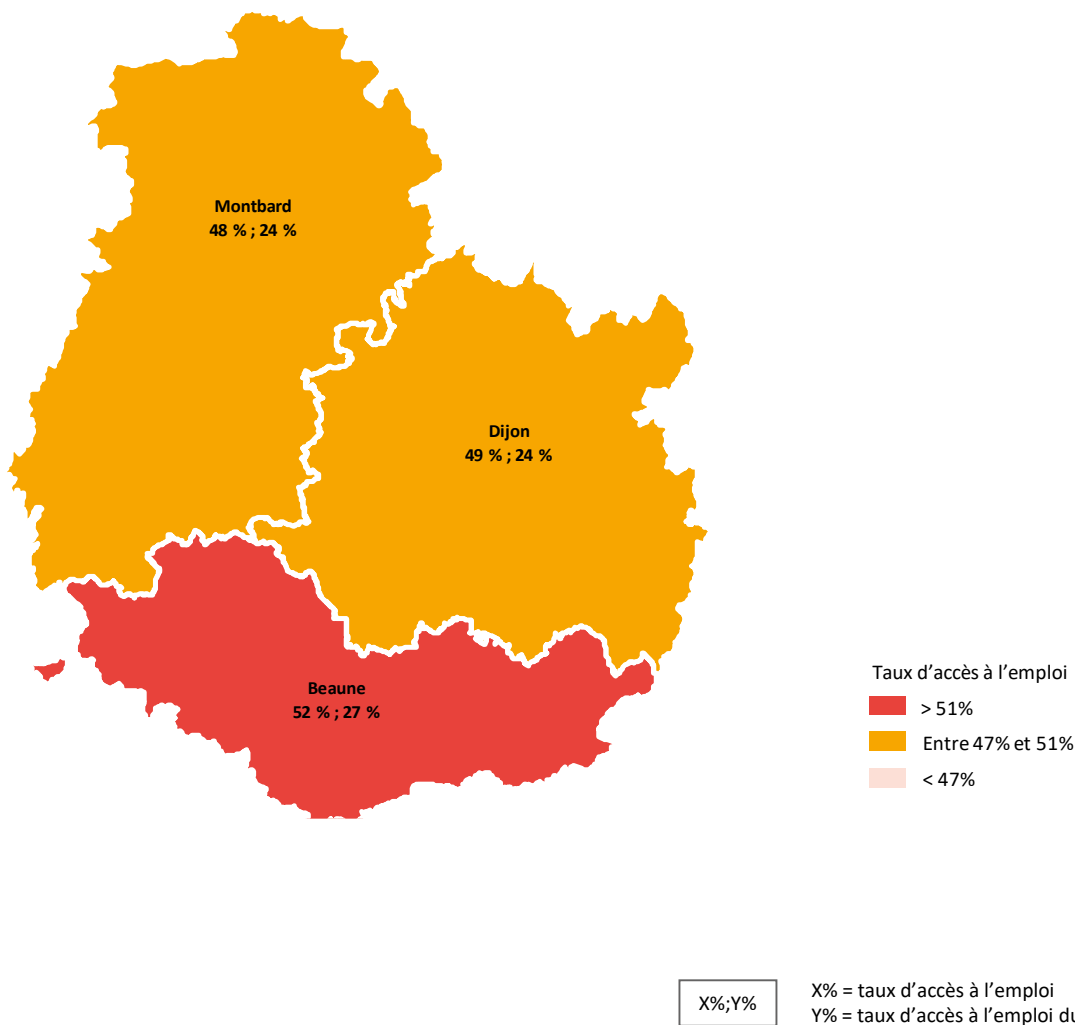 Montbard
48 % ; 24 %
Dijon
49 % ; 24 %
Beaune
52 % ; 27 %
Taux d’accès à l’emploi
> 51%
Entre 47% et 51%
< 47%
X%;Y%
X% = taux d’accès à l’emploi
Y% = taux d’accès à l’emploi du